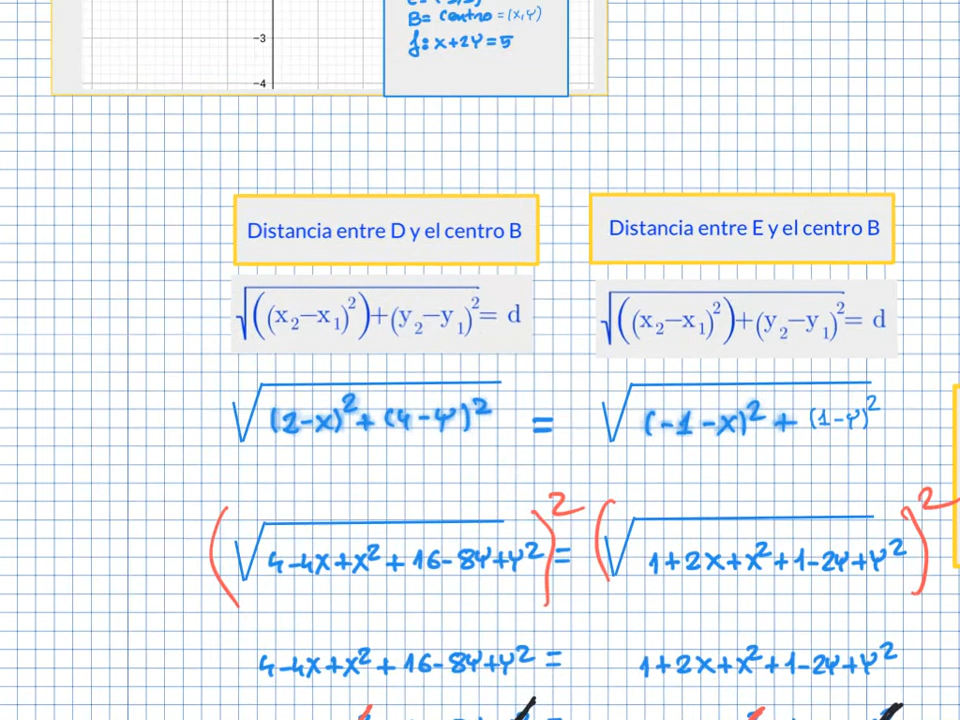 B= centro = (x,y)
-3
f: x+2y=5
-4
Distancia entre D y el centro B
Distancia entre E y el centro B
√((x₂−x₁)²)+(y₂−y₁)² = d
√((x₂−x₁)²)+(y₂−y₁)² = d
√(2-x)²+(4-y)² = √(-1-x)²+(1-y)²
(√4-4x+x²+16-8y+y²)² = (√1+2x+x²+1-2y+y²)²
4-4x+x²+16-8y+y² = 1+2x+x²+1-2y+y²